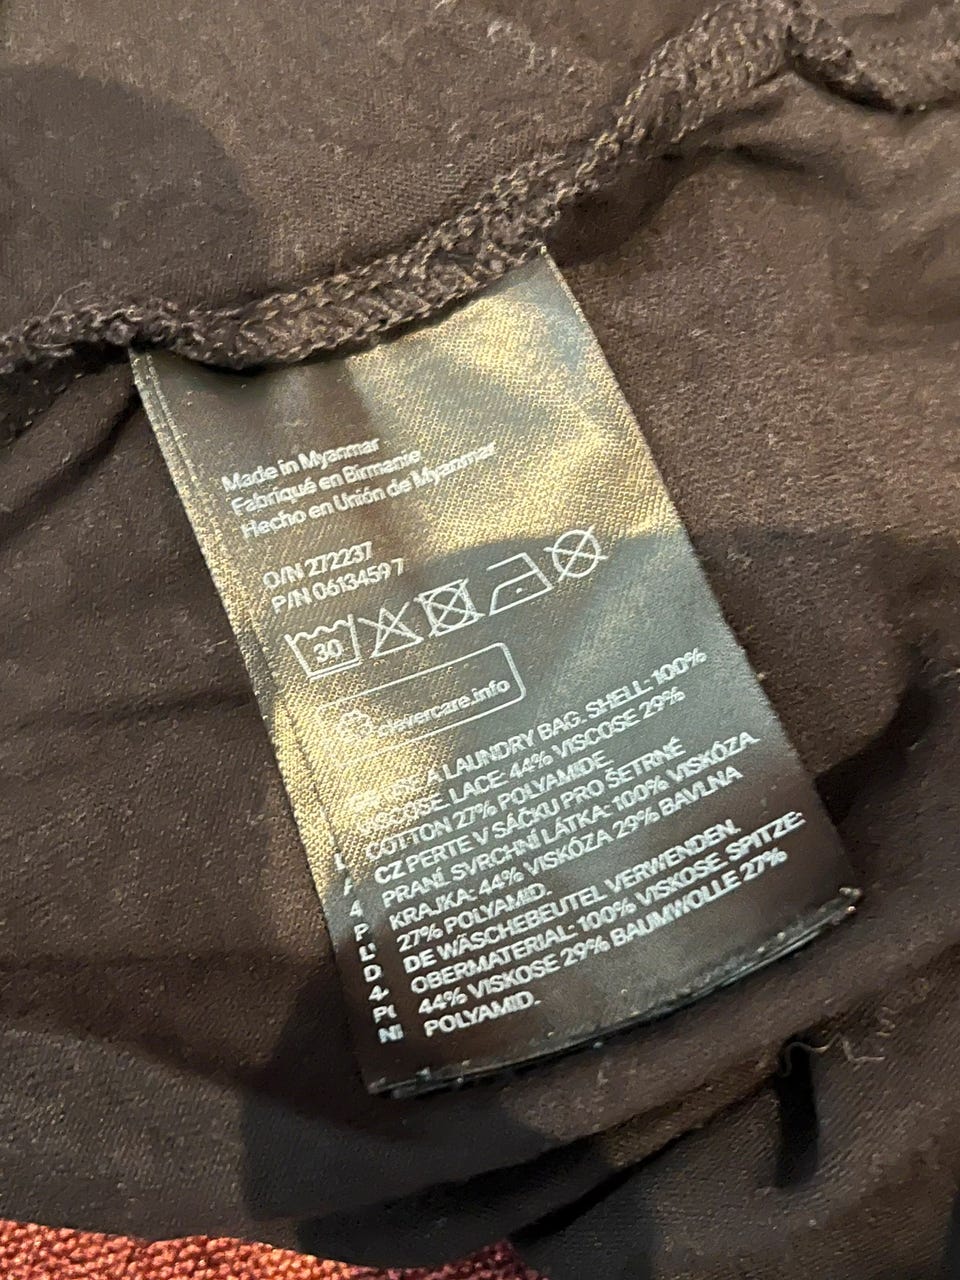 Made in Myanmar
Fabriqué en Birmanie
Hecho en Unión de Myanmar
O/N 272237
P/N 06134597
30
clevercare.info
USE A LAUNDRY BAG. SHELL: 100%
VISCOSE LACE: 44% VISCOSE 29%
COTTON 27% POLYAMIDE
CZ PERTE V SÁČKU PRO ŠETRNÉ
PRANÍ. SVRCHNÍ LÁTKA: 100% VISKÓZA
KRAJKA: 44% VISKÓZA 29% BAVLNA
27% POLYAMID.
DE WÄSCHEBEUTEL VERWENDEN.
OBERMATERIAL: 100% VISKOSE. SPITZE:
44% VISKOSE 29% BAUMWOLLE 27%
POLYAMID.